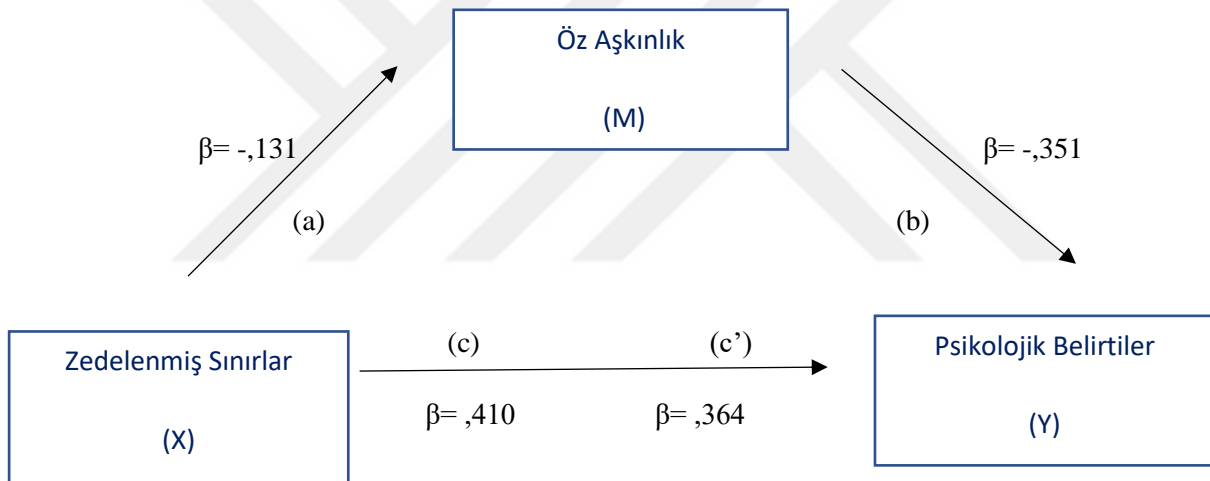 Öz Aşkınlık
(M)
β= -,131
β= -,351
(a)
(b)
Zedelenmiş Sınırlar
(X)
(c)
(c’)
β= ,410
β= ,364
Psikolojik Belirtiler
(Y)